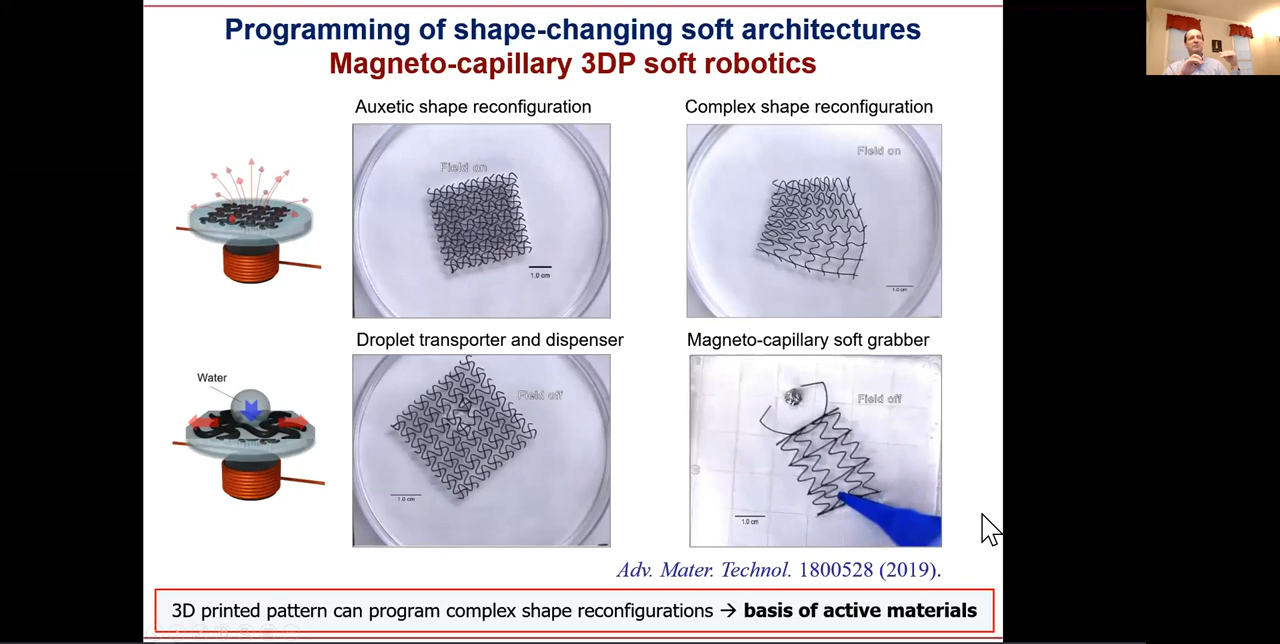 Programming of shape-changing soft architectures
Magneto-capillary 3DP soft robotics
Auxetic shape reconfiguration
Complex shape reconfiguration
Field on
1.0 cm
Field on
1.0 cm
Droplet transporter and dispenser
Magneto-capillary soft grabber
Water
Field off
1.0 cm
Field off
1.0 cm
Adv. Mater. Technol. 1800528 (2019).
3D printed pattern can program complex shape reconfigurations → basis of active materials